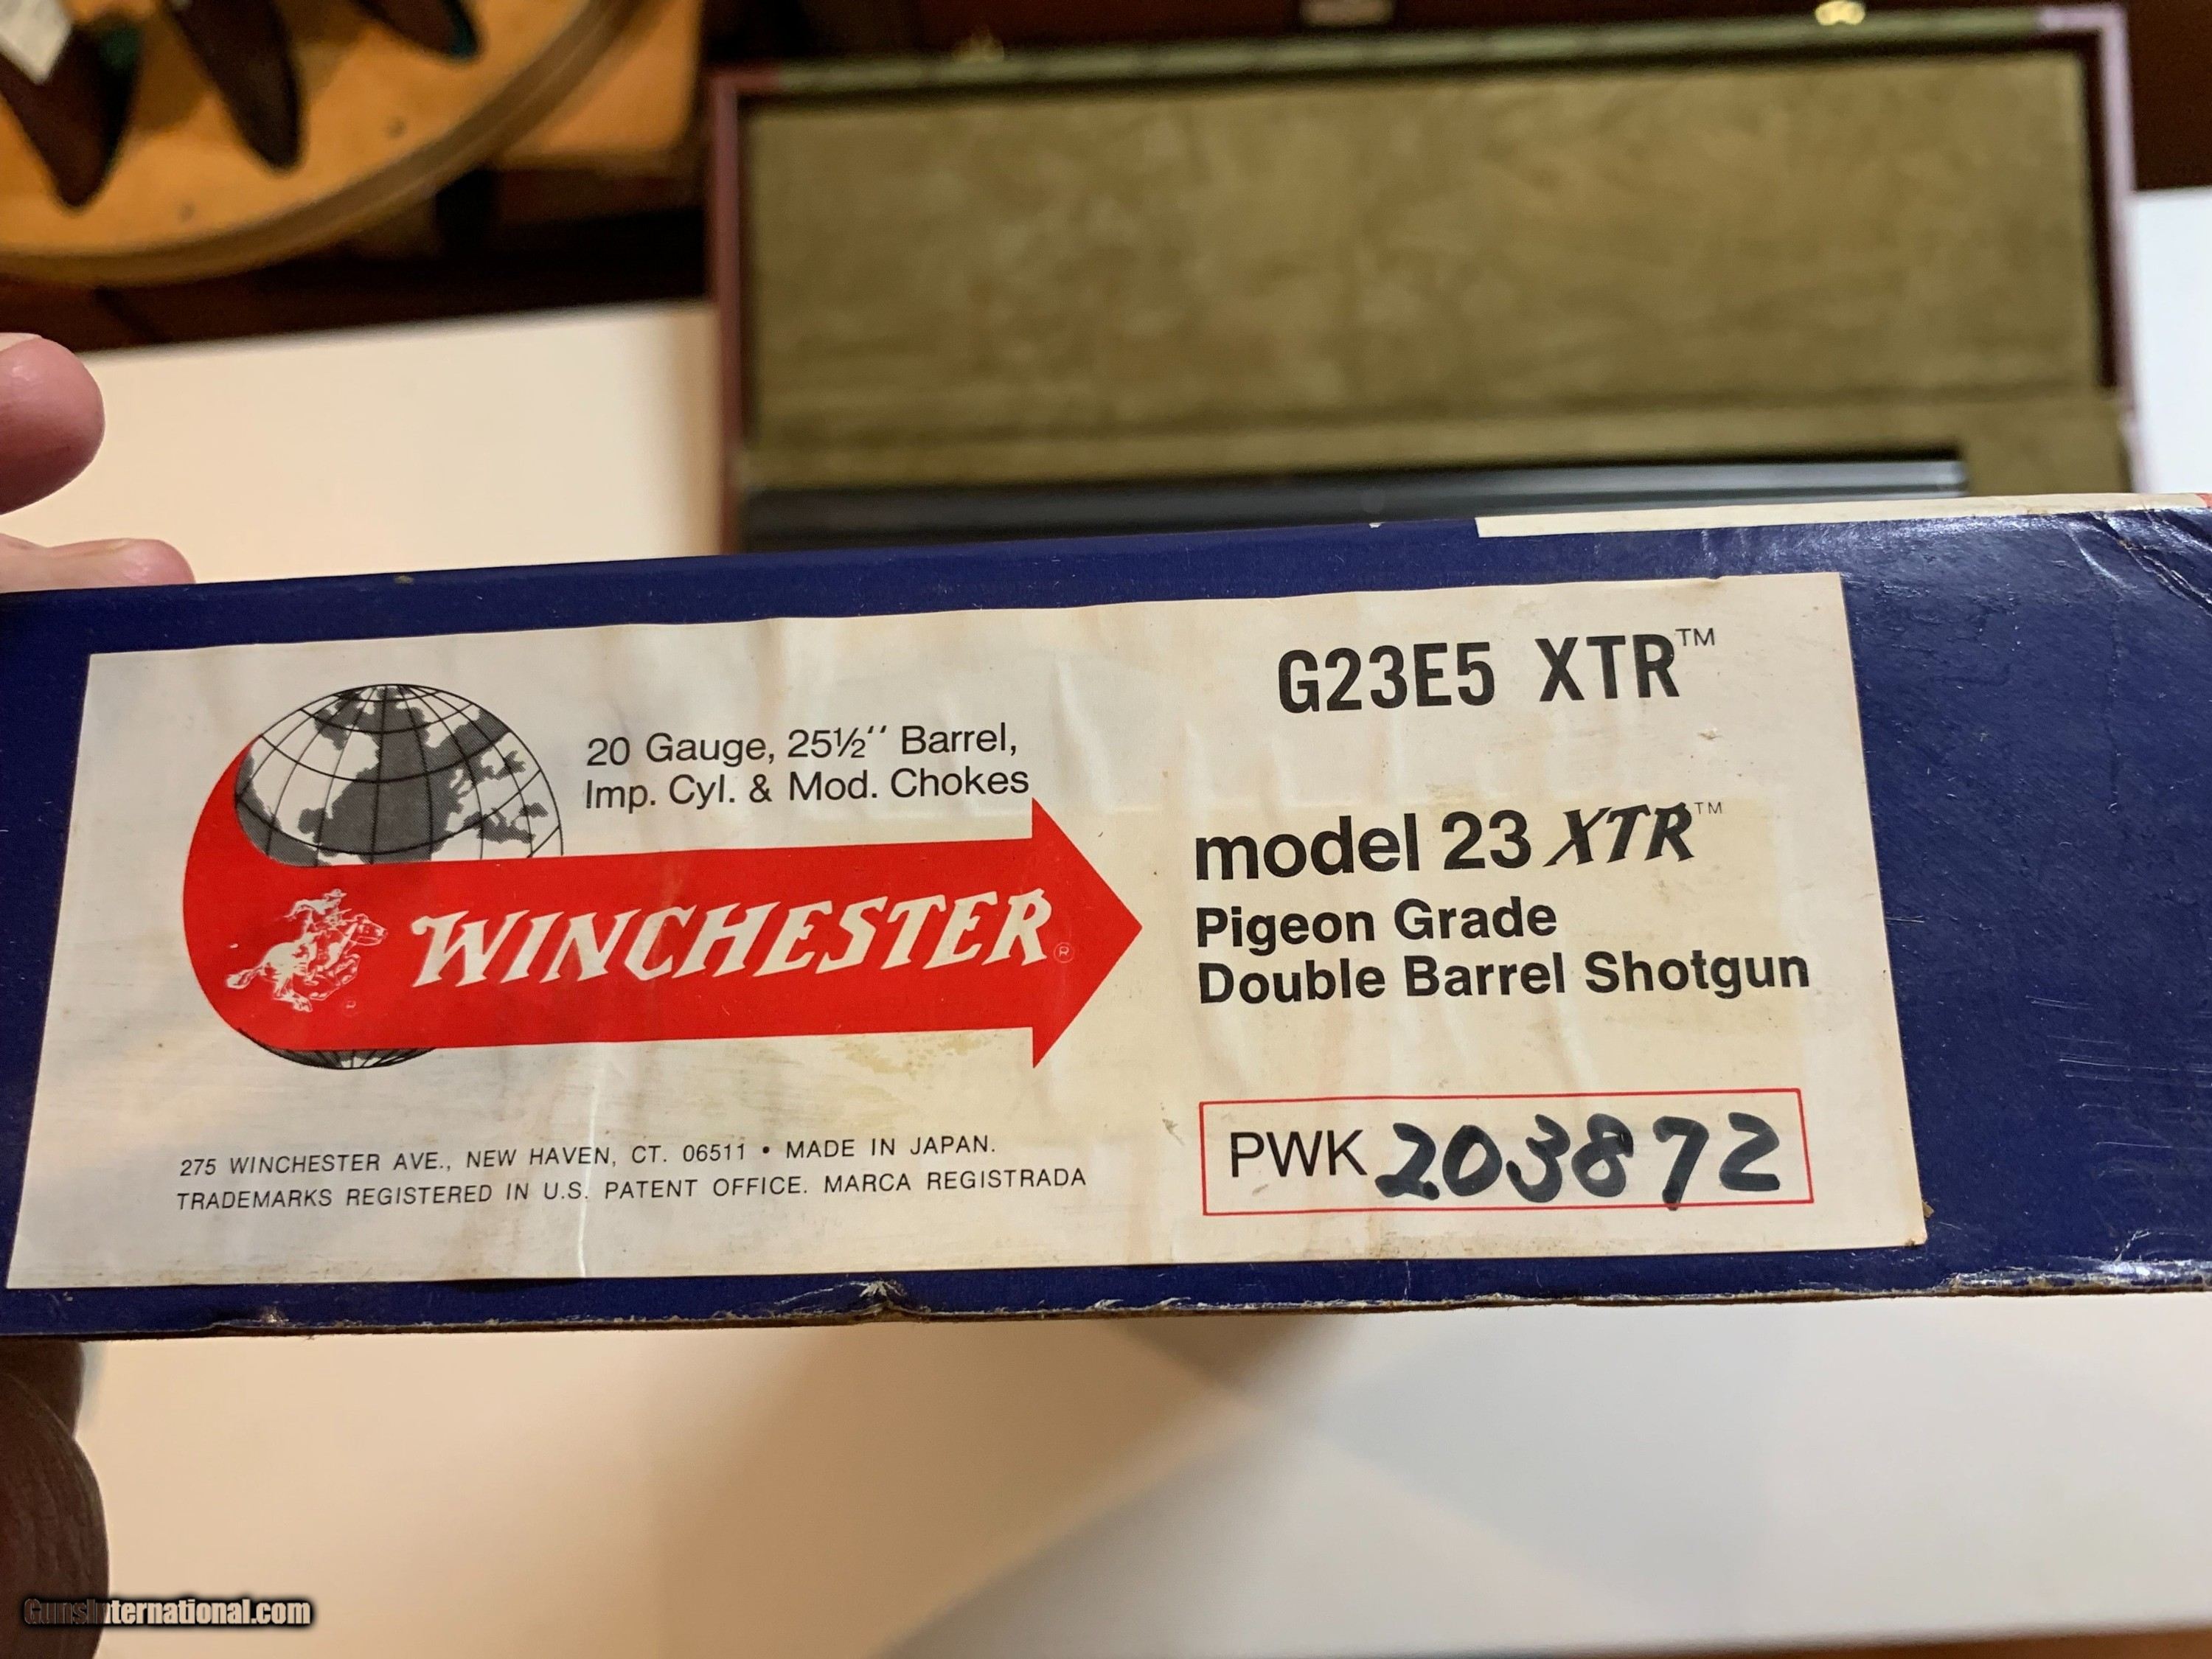 G23E5 XTR™
20 Gauge, 25½" Barrel,
Imp. Cyl. & Mod. Chokes
WINCHESTER®
model 23 XTR™
Pigeon Grade
Double Barrel Shotgun
275 WINCHESTER AVE., NEW HAVEN, CT. 06511 • MADE IN JAPAN.
TRADEMARKS REGISTERED IN U.S. PATENT OFFICE. MARCA REGISTRADA
PWK 203872
GunsInternational.com